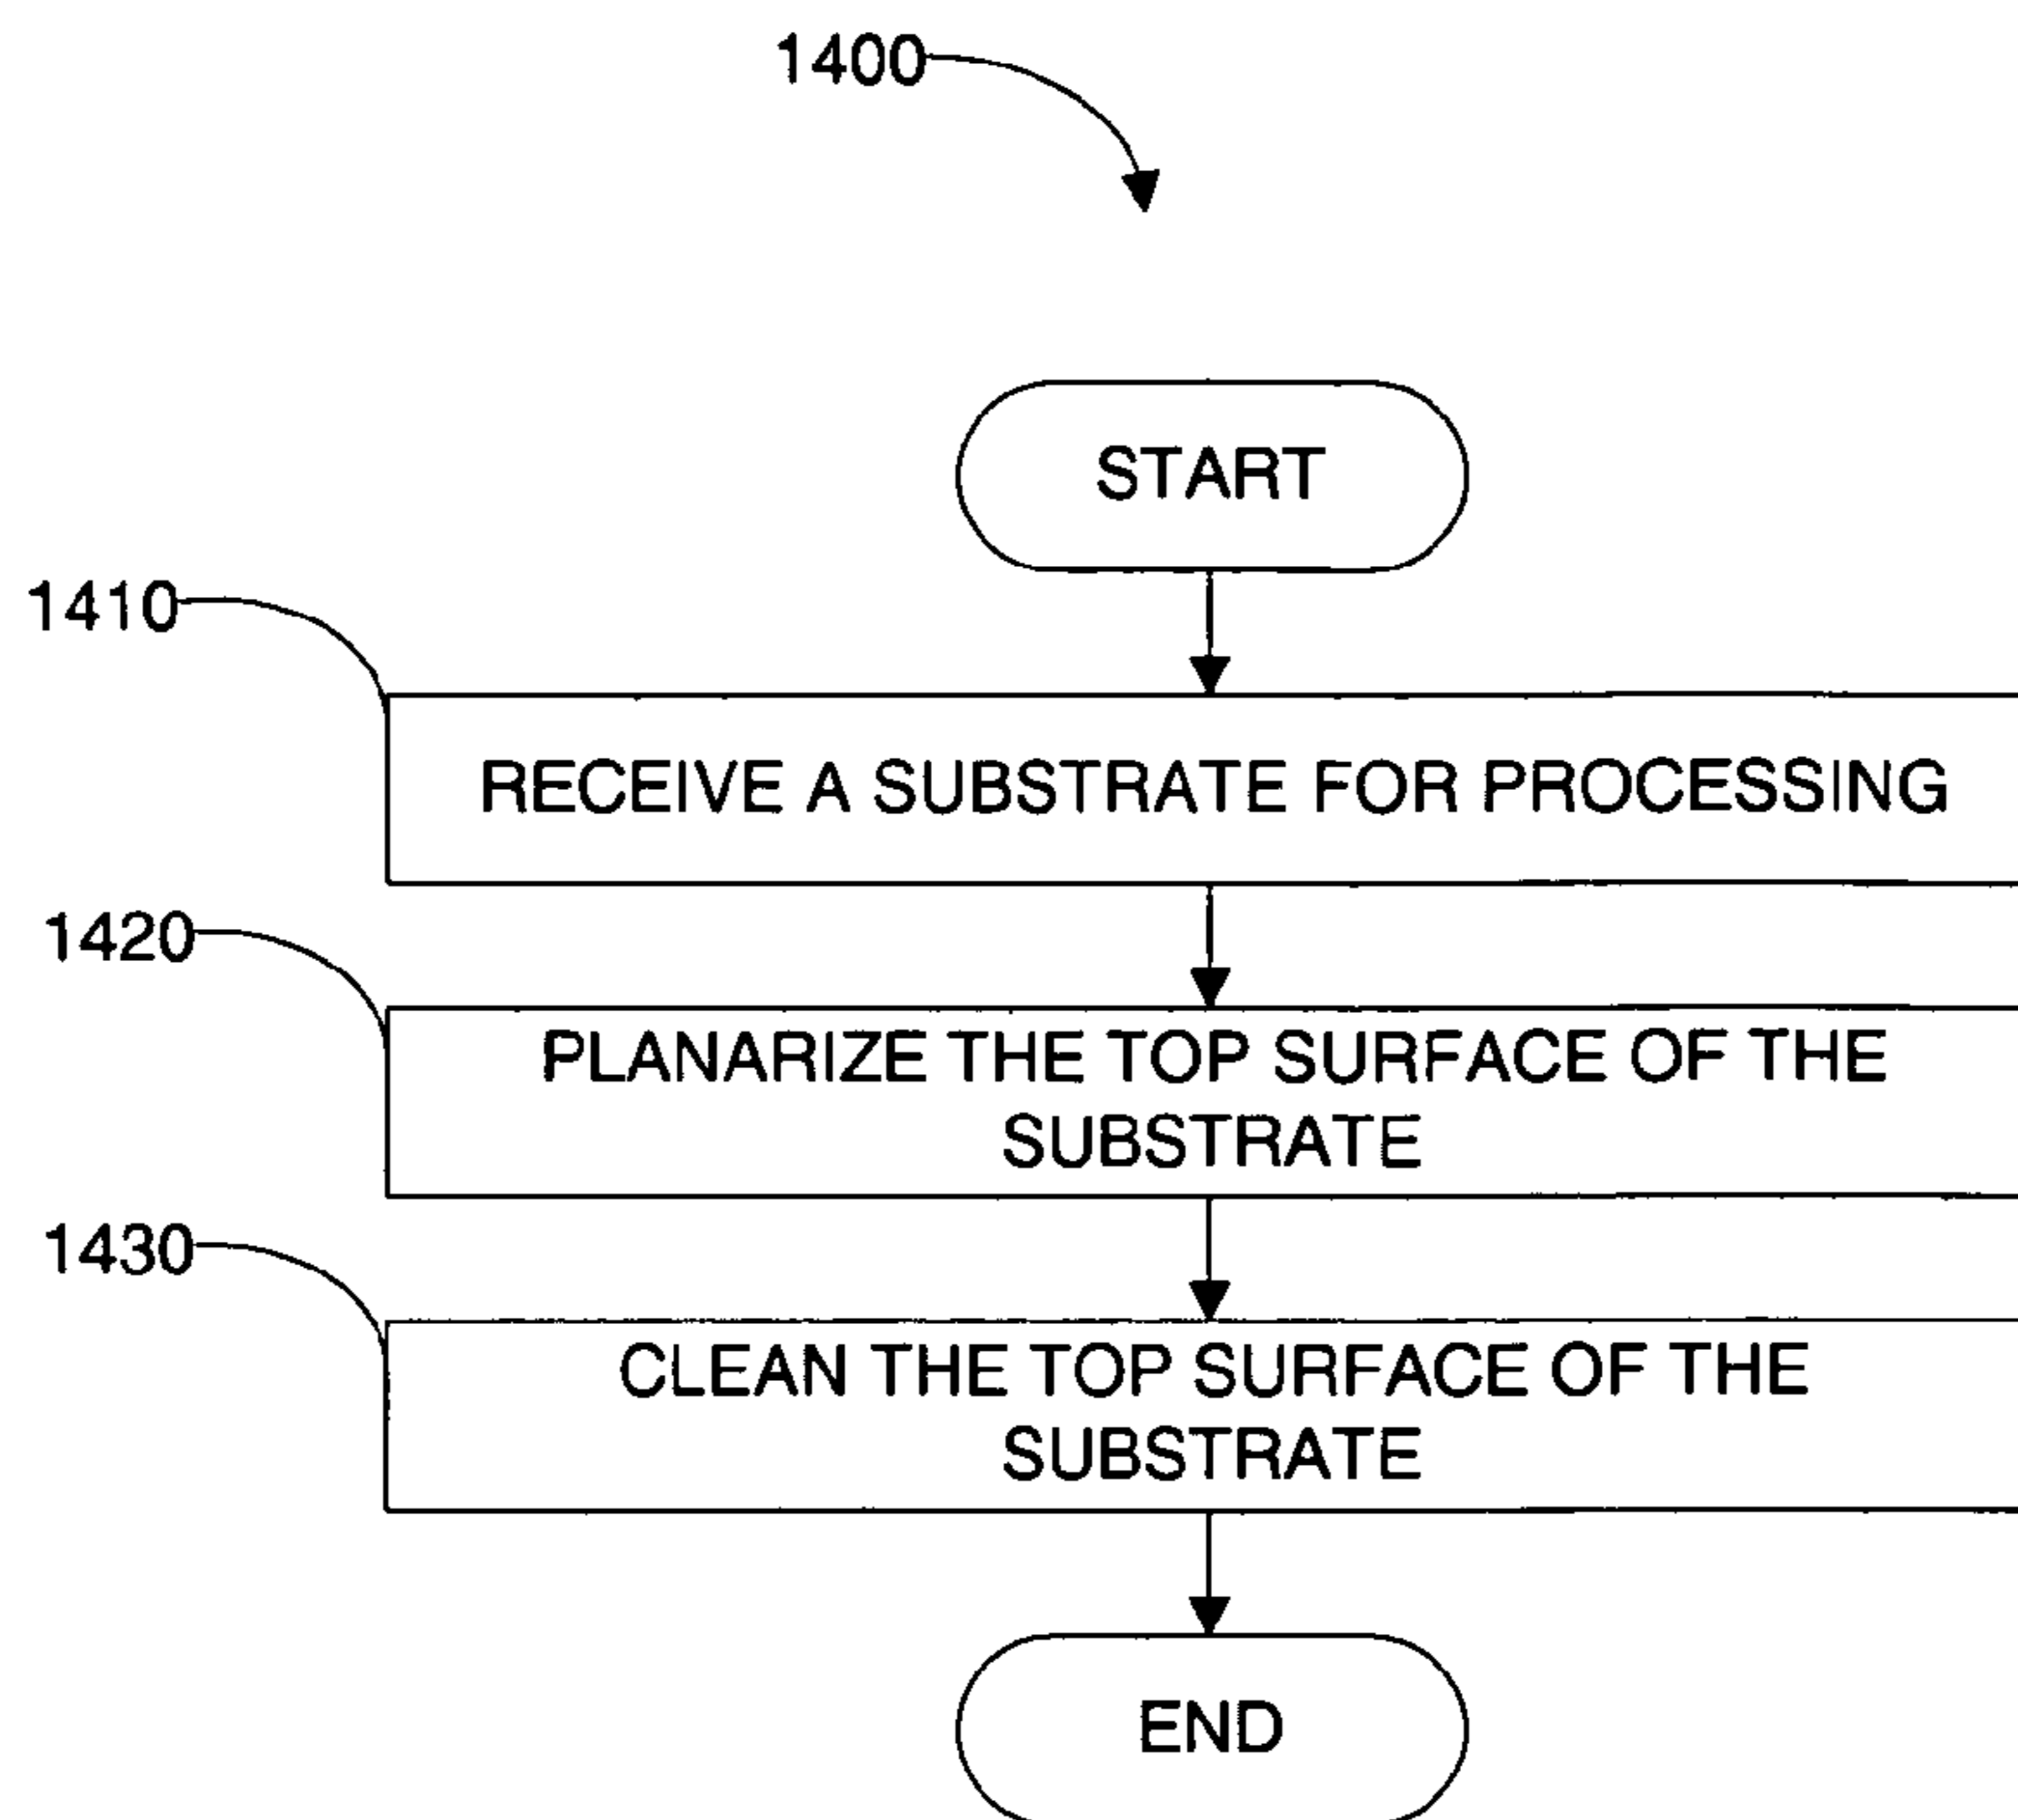 1400
START
1410
RECEIVE A SUBSTRATE FOR PROCESSING
1420
PLANARIZE THE TOP SURFACE OF THE
SUBSTRATE
1430
CLEAN THE TOP SURFACE OF THE
SUBSTRATE
END